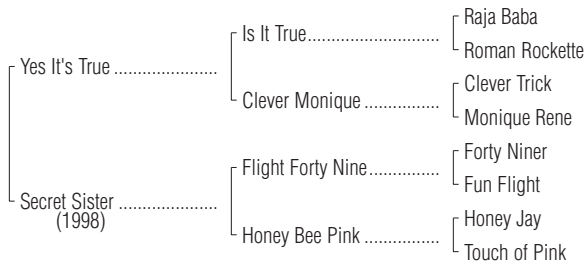 Raja Baba
Is It True
Roman Rockette
Yes It's True
Clever Trick
Clever Monique
Monique Rene
Forty Niner
Flight Forty Nine
Fun Flight
Secret Sister
(1998)
Honey Jay
Honey Bee Pink
Touch of Pink